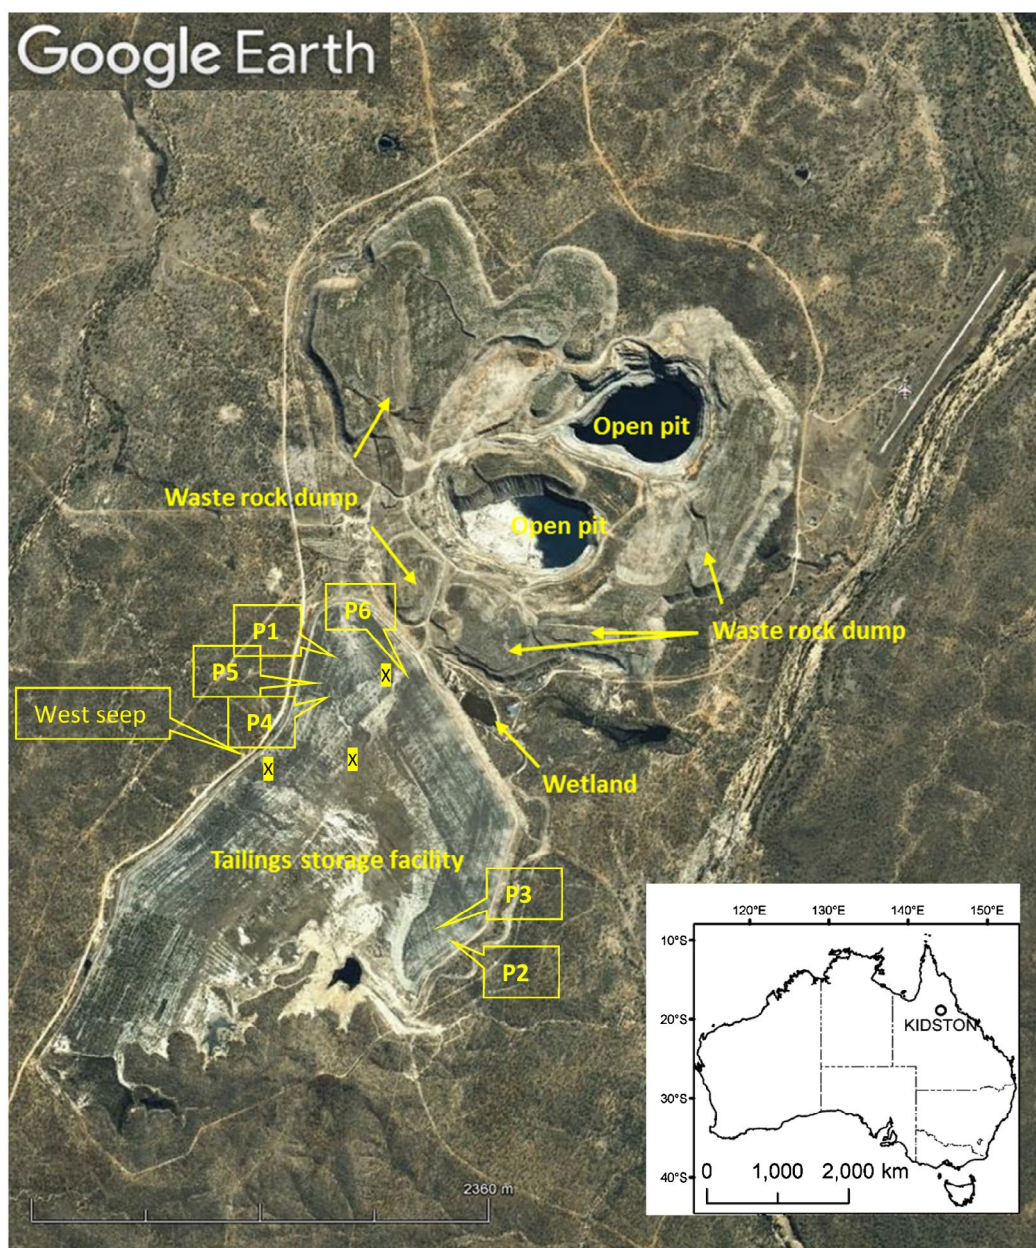 Google Earth
Open pit
Waste rock dump
Open pit
P6
P1
Waste rock dump
P5
West seep
P4
X
X
X
Wetland
Tailings storage facility
P3
P2
120°E 130°E 140°E 150°E
10°S
20°S
KIDSTON
30°S
40°S
0 1,000 2,000 km
2360 m